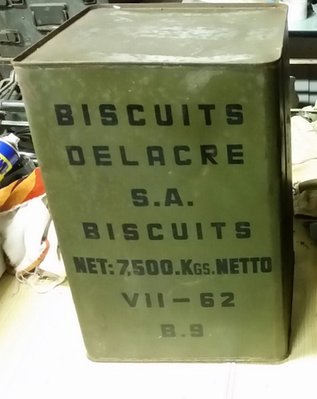 BISCUITS
DELACRE
S.A.
BISCUITS
NET: 7,500.KGS.NETTO
VII-62
B.9